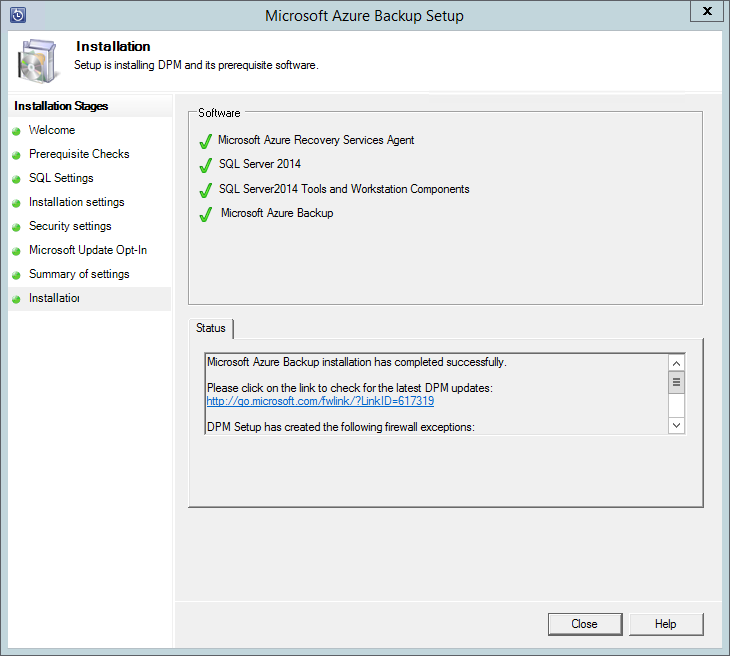 Microsoft Azure Backup Setup
x
Installation
Setup is installing DPM and its prerequisite software.
Installation Stages
Welcome
Prerequisite Checks
SQL Settings
Installation settings
Security settings
Microsoft Update Opt-In
Summary of settings
Installation
Software
Microsoft Azure Recovery Services Agent
SQL Server 2014
SQL Server2014 Tools and Workstation Components
Microsoft Azure Backup
Status
Microsoft Azure Backup installation has completed successfully.
Please click on the link to check for the latest DPM updates:
http://go.microsoft.com/fwlink/?LinkID=617319
DPM Setup has created the following firewall exceptions:
Close
Help